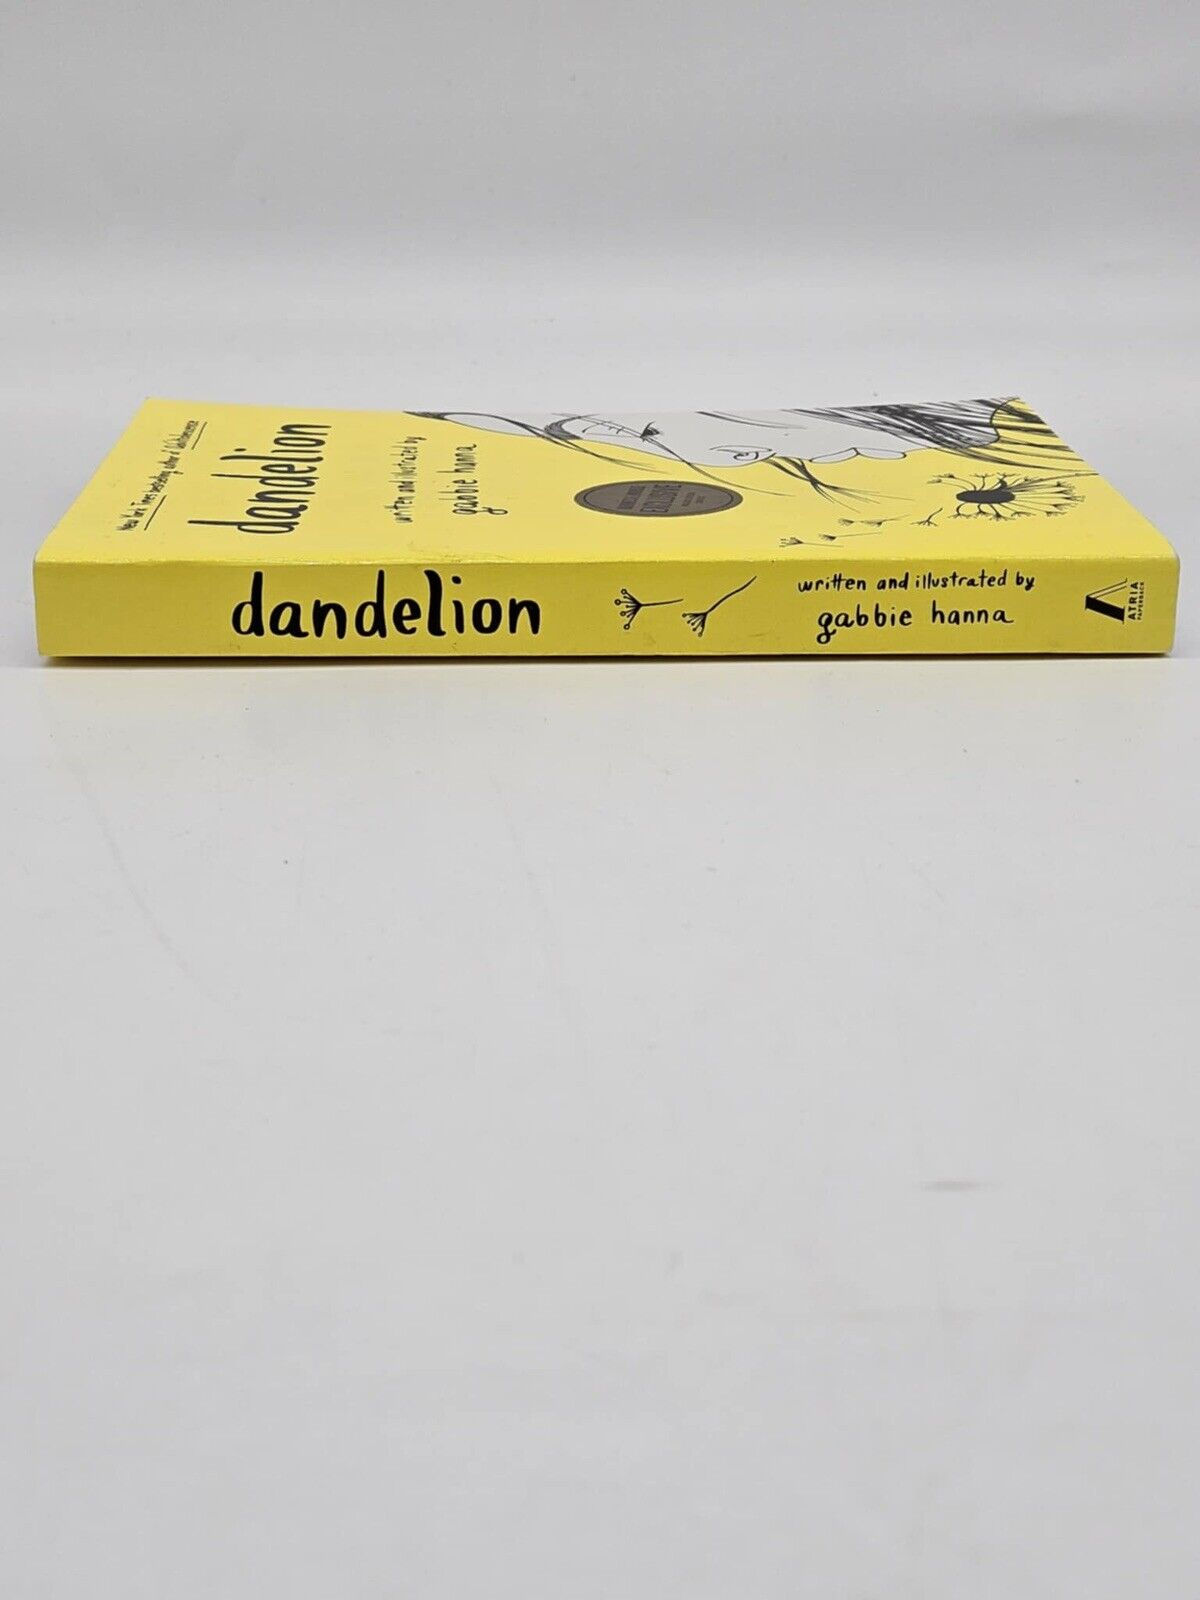 New York Times bestselling author of Adultolescence
dandelion
written and illustrated by
gabbie hanna
EXCLUSIVE
dandelion
written and illustrated by
gabbie hanna
ATRIA
PAPERBACK